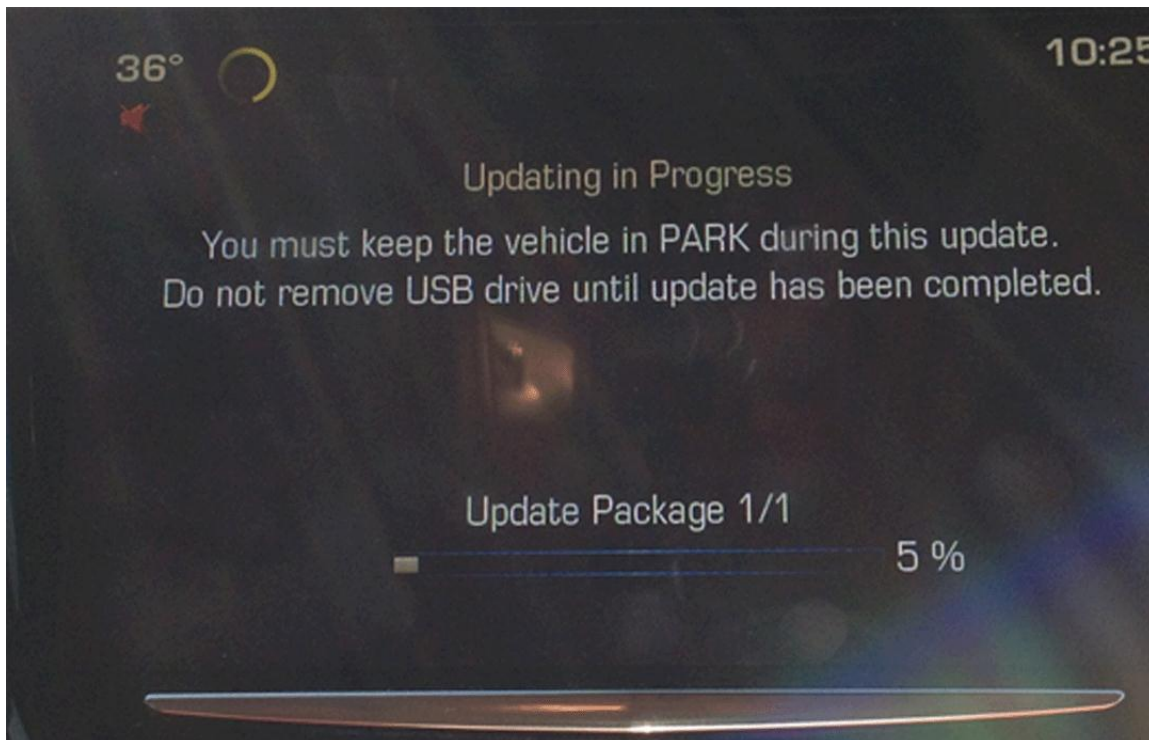 36°
10:25
Updating in Progress
You must keep the vehicle in PARK during this update.
Do not remove USB drive until update has been completed.
Update Package 1/1
5 %